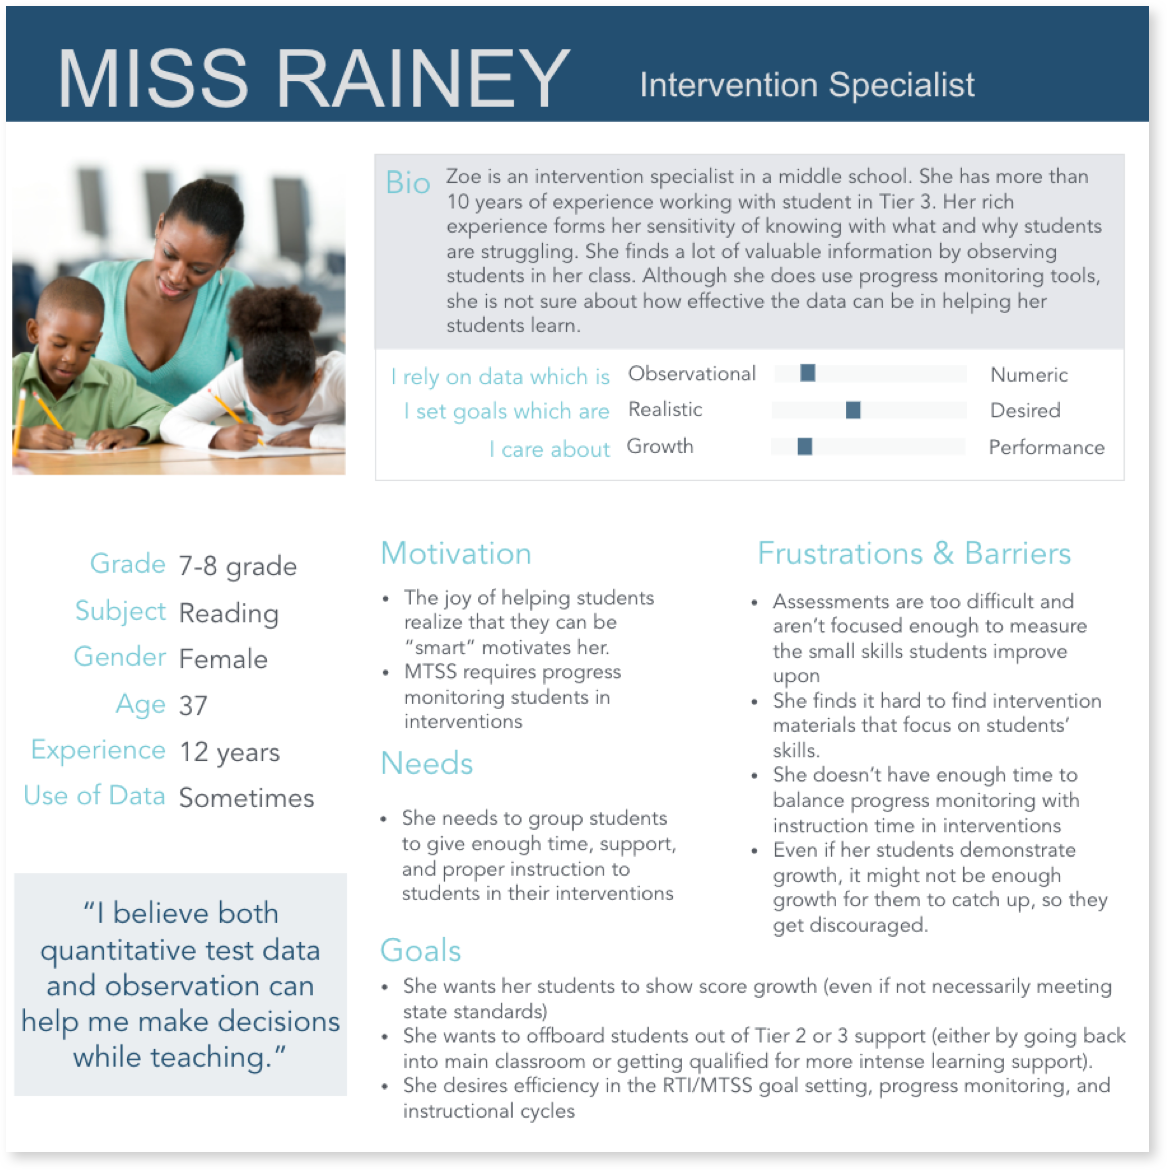 MISS RAINEY
Intervention Specialist
Bio
Zoe is an intervention specialist in a middle school. She has more than
10 years of experience working with student in Tier 3. Her rich
experience forms her sensitivity of knowing with what and why students
are struggling. She finds a lot of valuable information by observing
students in her class. Although she does use progress monitoring tools,
she is not sure about how effective the data can be in helping her
students learn.
I rely on data which is Observational Numeric
I set goals which are Realistic Desired
I care about Growth Performance
Grade 7-8 grade
Subject Reading
Gender Female
Age 37
Experience 12 years
Use of Data Sometimes
“I believe both
quantitative test data
and observation can
help me make decisions
while teaching.”
Motivation
• The joy of helping students
realize that they can be
“smart” motivates her.
• MTSS requires progress
monitoring students in
interventions
Needs
• She needs to group students
to give enough time, support,
and proper instruction to
students in their interventions
Frustrations & Barriers
• Assessments are too difficult and
aren’t focused enough to measure
the small skills students improve
upon
• She finds it hard to find intervention
materials that focus on students’
skills.
• She doesn’t have enough time to
balance progress monitoring with
instruction time in interventions
• Even if her students demonstrate
growth, it might not be enough
growth for them to catch up, so they
get discouraged.
Goals
• She wants her students to show score growth (even if not necessarily meeting
state standards)
• She wants to offboard students out of Tier 2 or 3 support (either by going back
into main classroom or getting qualified for more intense learning support).
• She desires efficiency in the RTI/MTSS goal setting, progress monitoring, and
instructional cycles